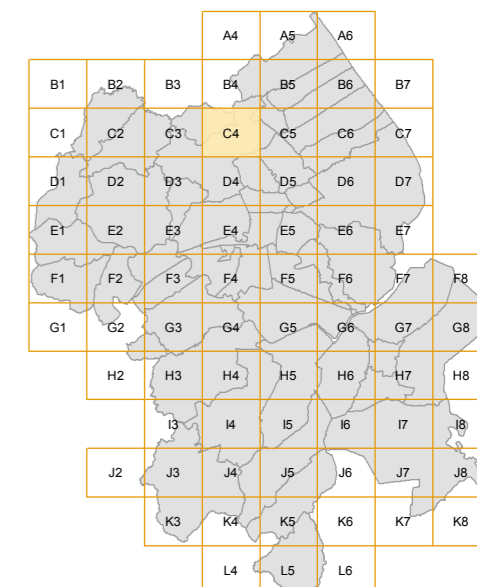 A4 A5 A6
B1 B2 B3 B4 B5 B6 B7
C1 C2 C3 C4 C5 C6 C7
D1 D2 D3 D4 D5 D6 D7
E1 E2 E3 E4 E5 E6 E7
F1 F2 F3 F4 F5 F6 F7 F8
G1 G2 G3 G4 G5 G6 G7 G8
H2 H3 H4 H5 H6 H7 H8
I3 I4 I5 I6 I7 I8
J2 J3 J4 J5 J6 J7 J8
K3 K4 K5 K6 K7 K8
L4 L5 L6